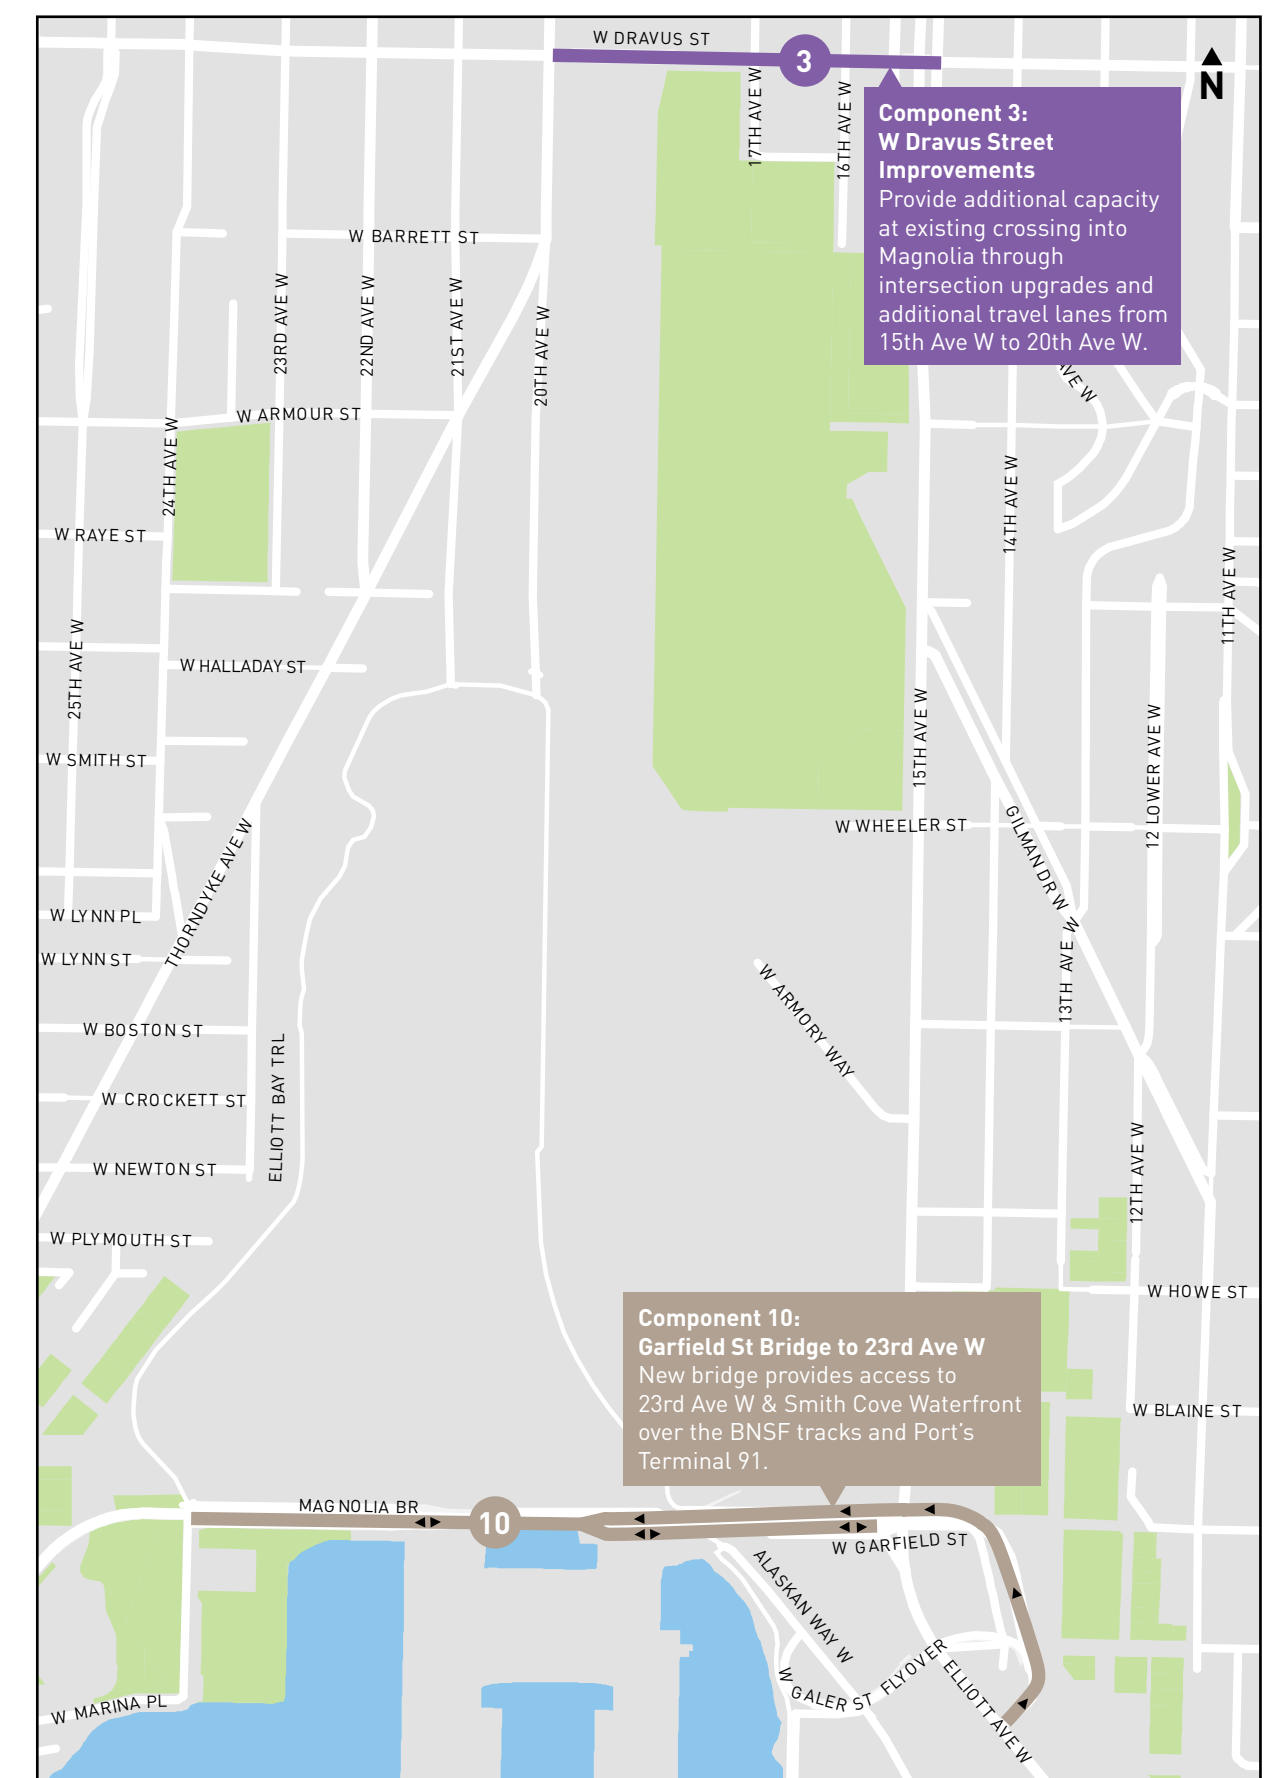 W DRAVUS ST
3
N
17TH AVE W
16TH AVE W
Component 3:
W Dravus Street
Improvements
Provide additional capacity
at existing crossing into
Magnolia through
intersection upgrades and
additional travel lanes from
15th Ave W to 20th Ave W.
W BARRETT ST
23RD AVE W
22ND AVE W
21ST AVE W
20TH AVE W
AVE W
W ARMOUR ST
24TH AVE W
14TH AVE W
W RAYE ST
11TH AVE W
25TH AVE W
W HALLADAY ST
15TH AVE W
12 LOWER AVE W
W SMITH ST
THORNDYKE AVE W
W WHEELER ST
GILMAN DR W
W LYNN PL
W LYNN ST
13TH AVE W
W ARMORY WAY
W BOSTON ST
ELLIOTT BAY TRL
W CROCKETT ST
W NEWTON ST
12TH AVE W
W PLYMOUTH ST
W HOWE ST
Component 10:
Garfield St Bridge to 23rd Ave W
New bridge provides access to
23rd Ave W & Smith Cove Waterfront
over the BNSF tracks and Port's
Terminal 91.
W BLAINE ST
MAGNOLIA BR
10
W GARFIELD ST
ALASKAN WAY W
W GALER ST FLYOVER
ELLIOTT AVE W
W MARINA PL